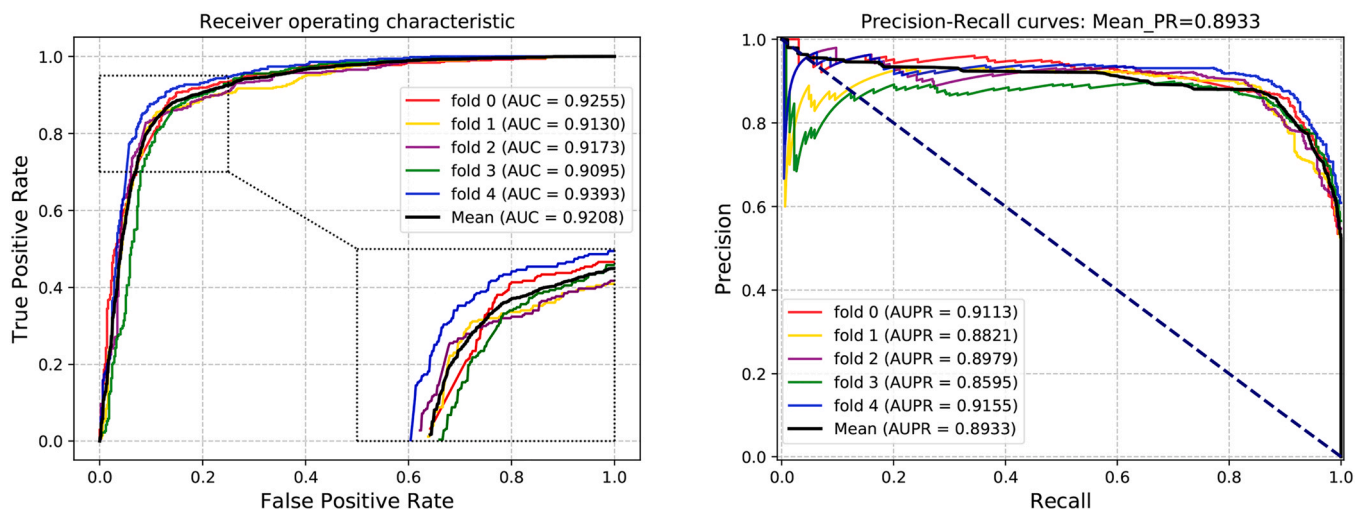 Receiver operating characteristic
1.0
0.8
0.6
0.4
0.2
0.0
True Positive Rate
fold 0 (AUC = 0.9255)
fold 1 (AUC = 0.9130)
fold 2 (AUC = 0.9173)
fold 3 (AUC = 0.9095)
fold 4 (AUC = 0.9393)
Mean (AUC = 0.9208)
0.0 0.2 0.4 0.6 0.8 1.0
False Positive Rate
Precision-Recall curves: Mean_PR=0.8933
1.0
0.8
0.6
0.4
0.2
0.0
Precision
fold 0 (AUPR = 0.9113)
fold 1 (AUPR = 0.8821)
fold 2 (AUPR = 0.8979)
fold 3 (AUPR = 0.8595)
fold 4 (AUPR = 0.9155)
Mean (AUPR = 0.8933)
0.0 0.2 0.4 0.6 0.8 1.0
Recall